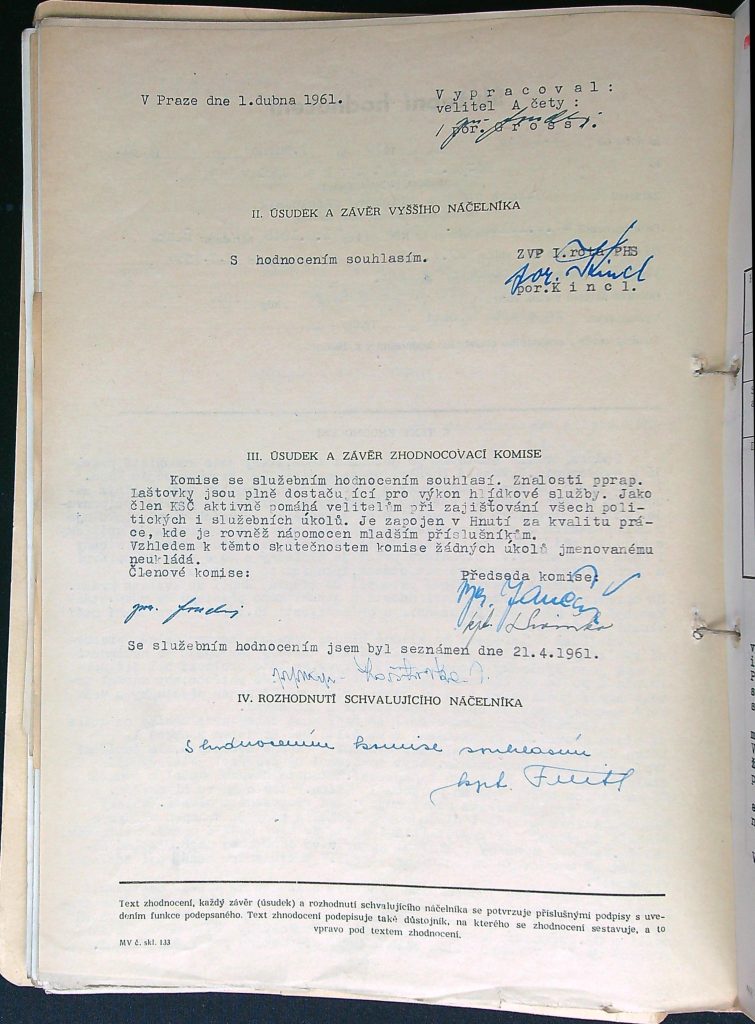 V Praze dne 1.dubna 1961.
Vypracoval:
velitel A čety:
/ por. Gross.
II. ÚSUDEK A ZÁVĚR VYŠŠÍHO NÁČELNÍKA
S hodnocením souhlasím.
ZVP I.rota PHS
por. Kincl
por.Kincl.
III. ÚSUDEK A ZÁVĚR ZHODNOCOVACÍ KOMISE
Komise se služebním hodnocením souhlasí. Znalosti pprap.
Laštovky jsou plně dostačující pro výkon hlídkové služby. Jako
člen KSČ aktivně pomáhá velitelům při zajištování všech poli-
tických i služebních úkolů. Je zapojen v Hnutí za kvalitu prá-
ce, kde je rovněž nápomocen mladším příslušníkům.
Vzhledem k těmto skutečnostem komise žádných úkolů jmenovanému
neukládá.
Členové komise:
Předseda komise:
por.
Se služebním hodnocením jsem byl seznámen dne 21.4.1961.
IV. ROZHODNUTÍ SCHVALUJÍCÍHO NÁČELNÍKA
S hodnocením komise souhlasím
kpt.
Text zhodnocení, každý závěr (úsudek) a rozhodnutí schvalujícího náčelníka se potvrzuje příslušnými podpisy s uve-
dením funkce podepsaného. Text zhnodocení podepisuje také důstojník, na kterého se zhodnocení sestavuje, a to
vpravo pod textem zhodnocení.
MV č. skl. 133